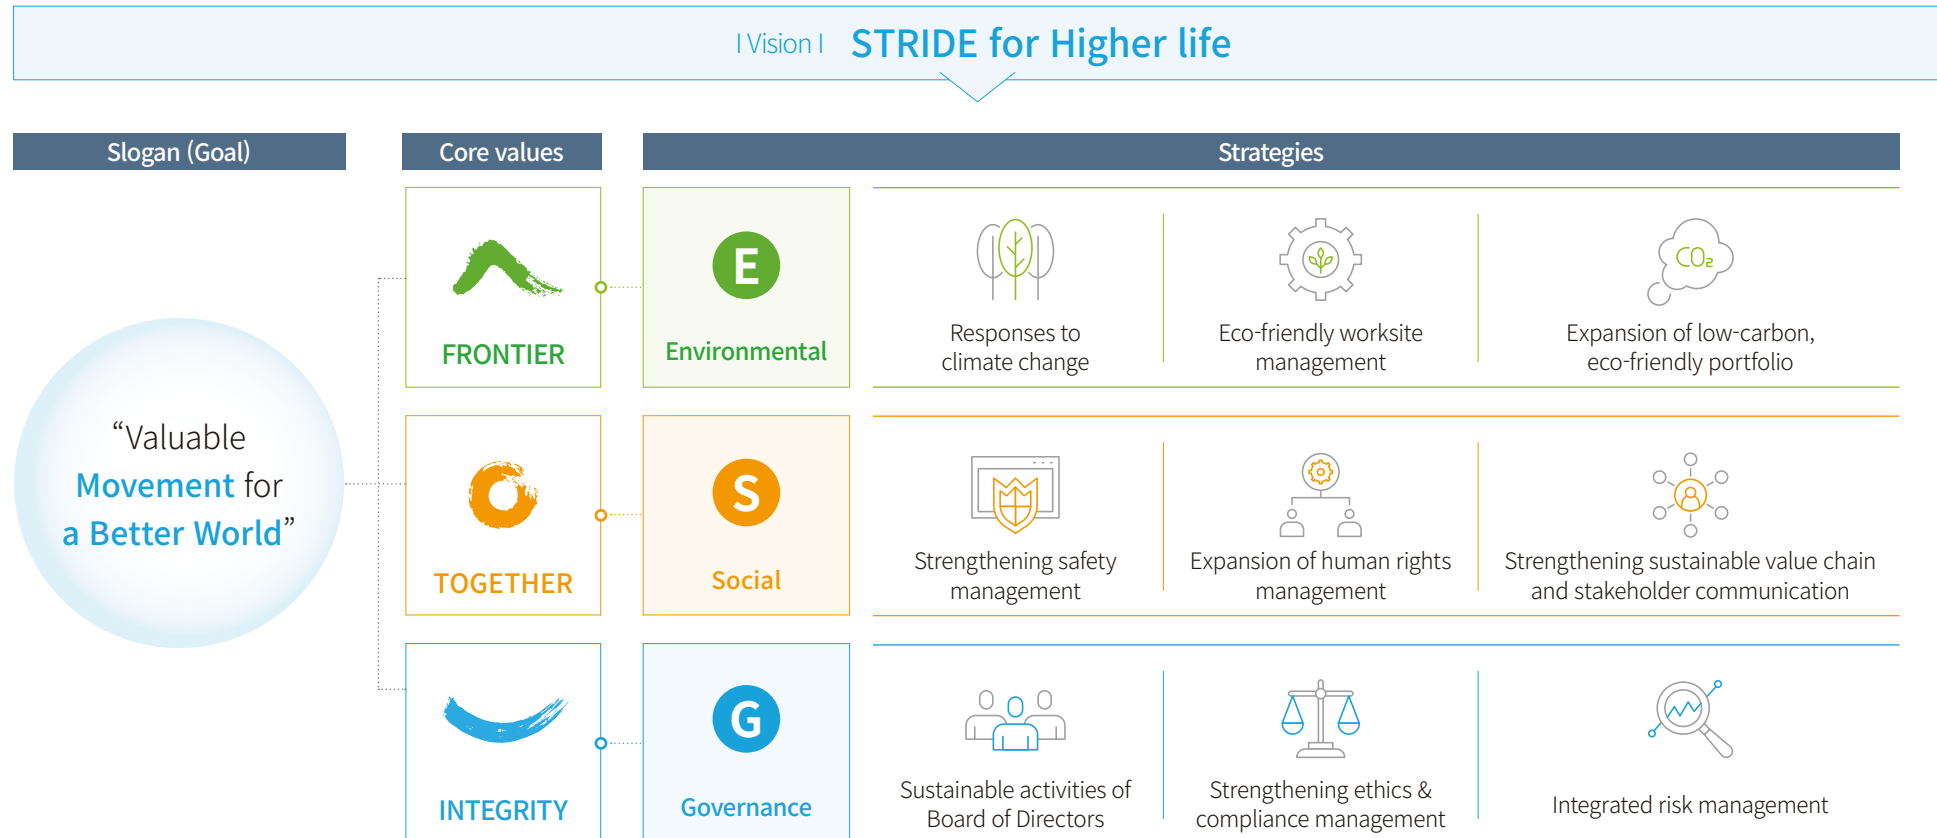 I Vision I STRIDE for Higher life
Slogan (Goal)
Core values
Strategies
“Valuable
Movement for
a Better World”
FRONTIER
E
Environmental
Responses to
climate change
Eco-friendly worksite
management
CO₂
Expansion of low-carbon,
eco-friendly portfolio
TOGETHER
S
Social
Strengthening safety
management
Expansion of human rights
management
Strengthening sustainable value chain
and stakeholder communication
INTEGRITY
G
Governance
Sustainable activities of
Board of Directors
Strengthening ethics &
compliance management
Integrated risk management